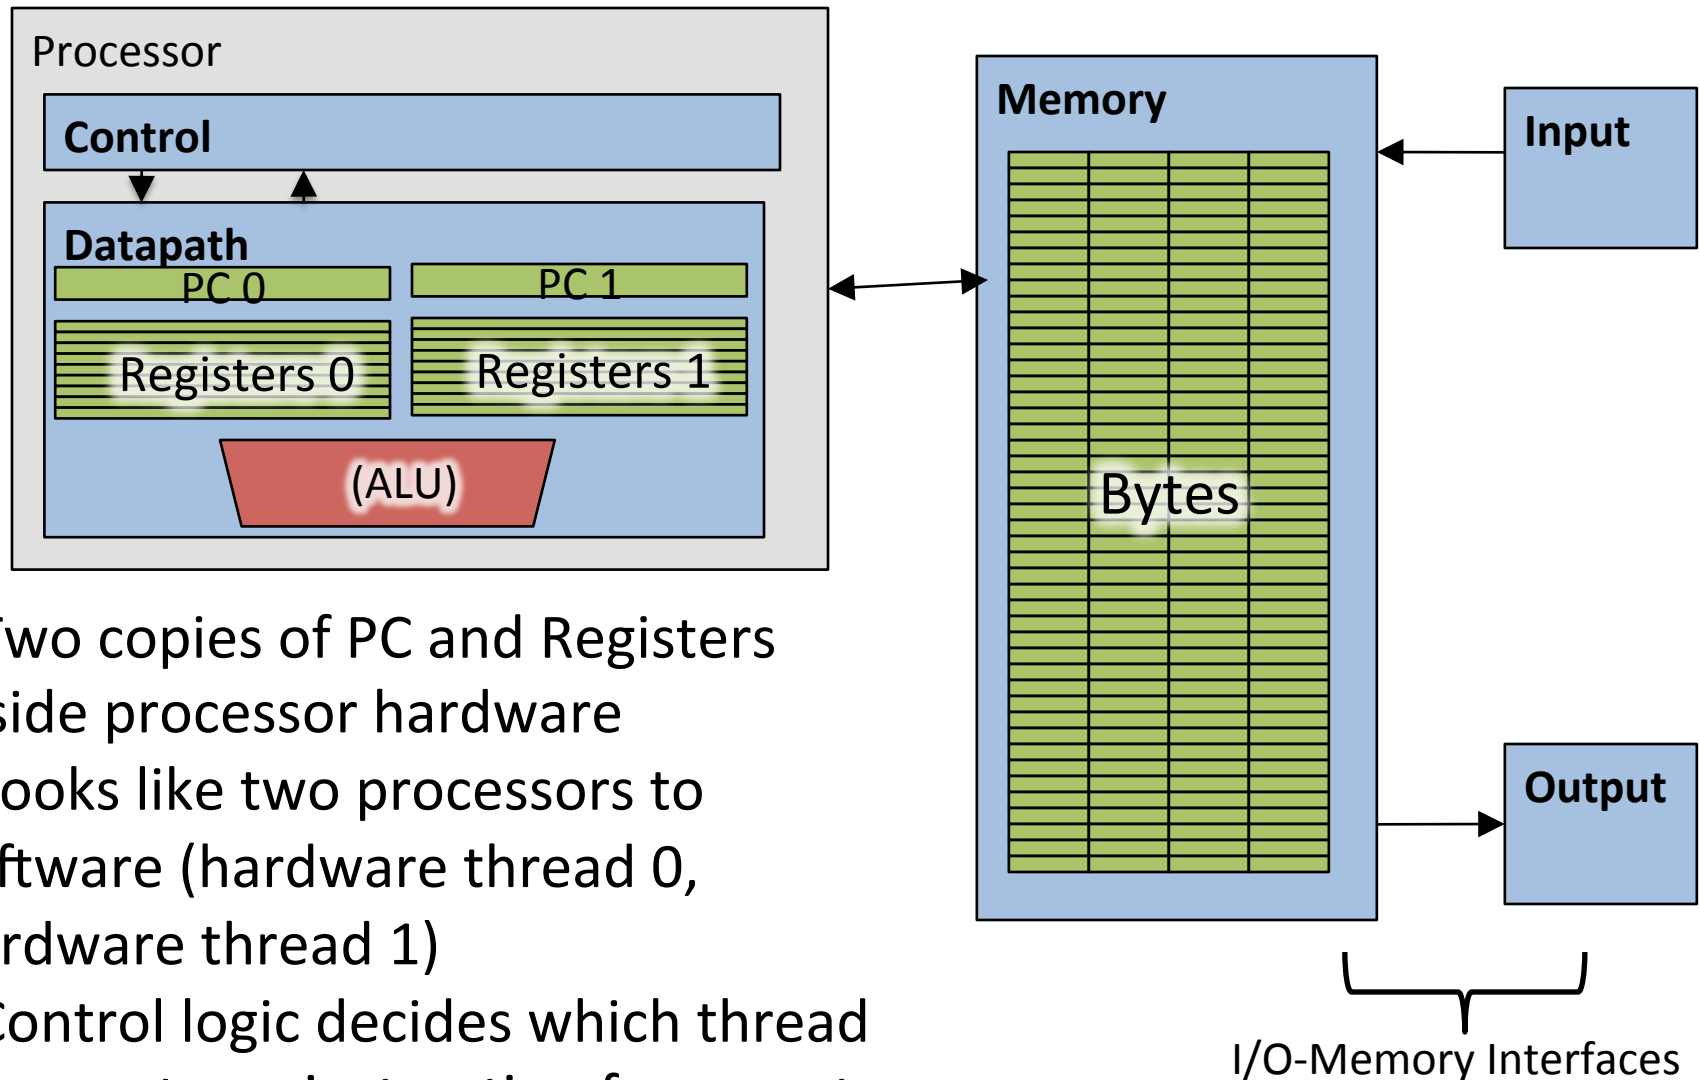 Processor
Control
Datapath
PC 0
PC 1
Registers 0
Registers 1
(ALU)
Memory
Bytes
Input
Output
I/O-Memory Interfaces
Two copies of PC and Registers
side processor hardware
ooks like two processors to
ftware (hardware thread 0,
rdware thread 1)
Control logic decides which thread